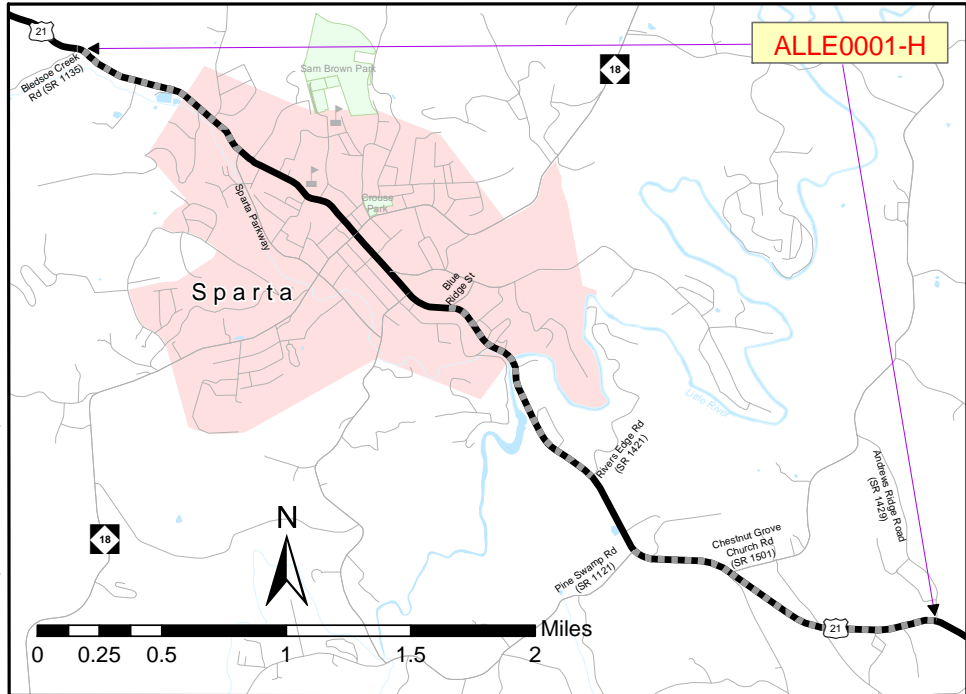 21
ALLE0001-H
Bledsoe Creek
Rd (SR 1135)
Sam Brown Park
18
Sparta Parkway
Crouse
Park
Blue
Ridge St
Sparta
Little River
Rivers Edge Rd
(SR 1421)
Andrews Ridge Road
(SR 1429)
18
N
Chestnut Grove
Church Rd
(SR 1501)
Pine Swamp Rd
(SR 1121)
21
Miles
0 0.25 0.5 1 1.5 2